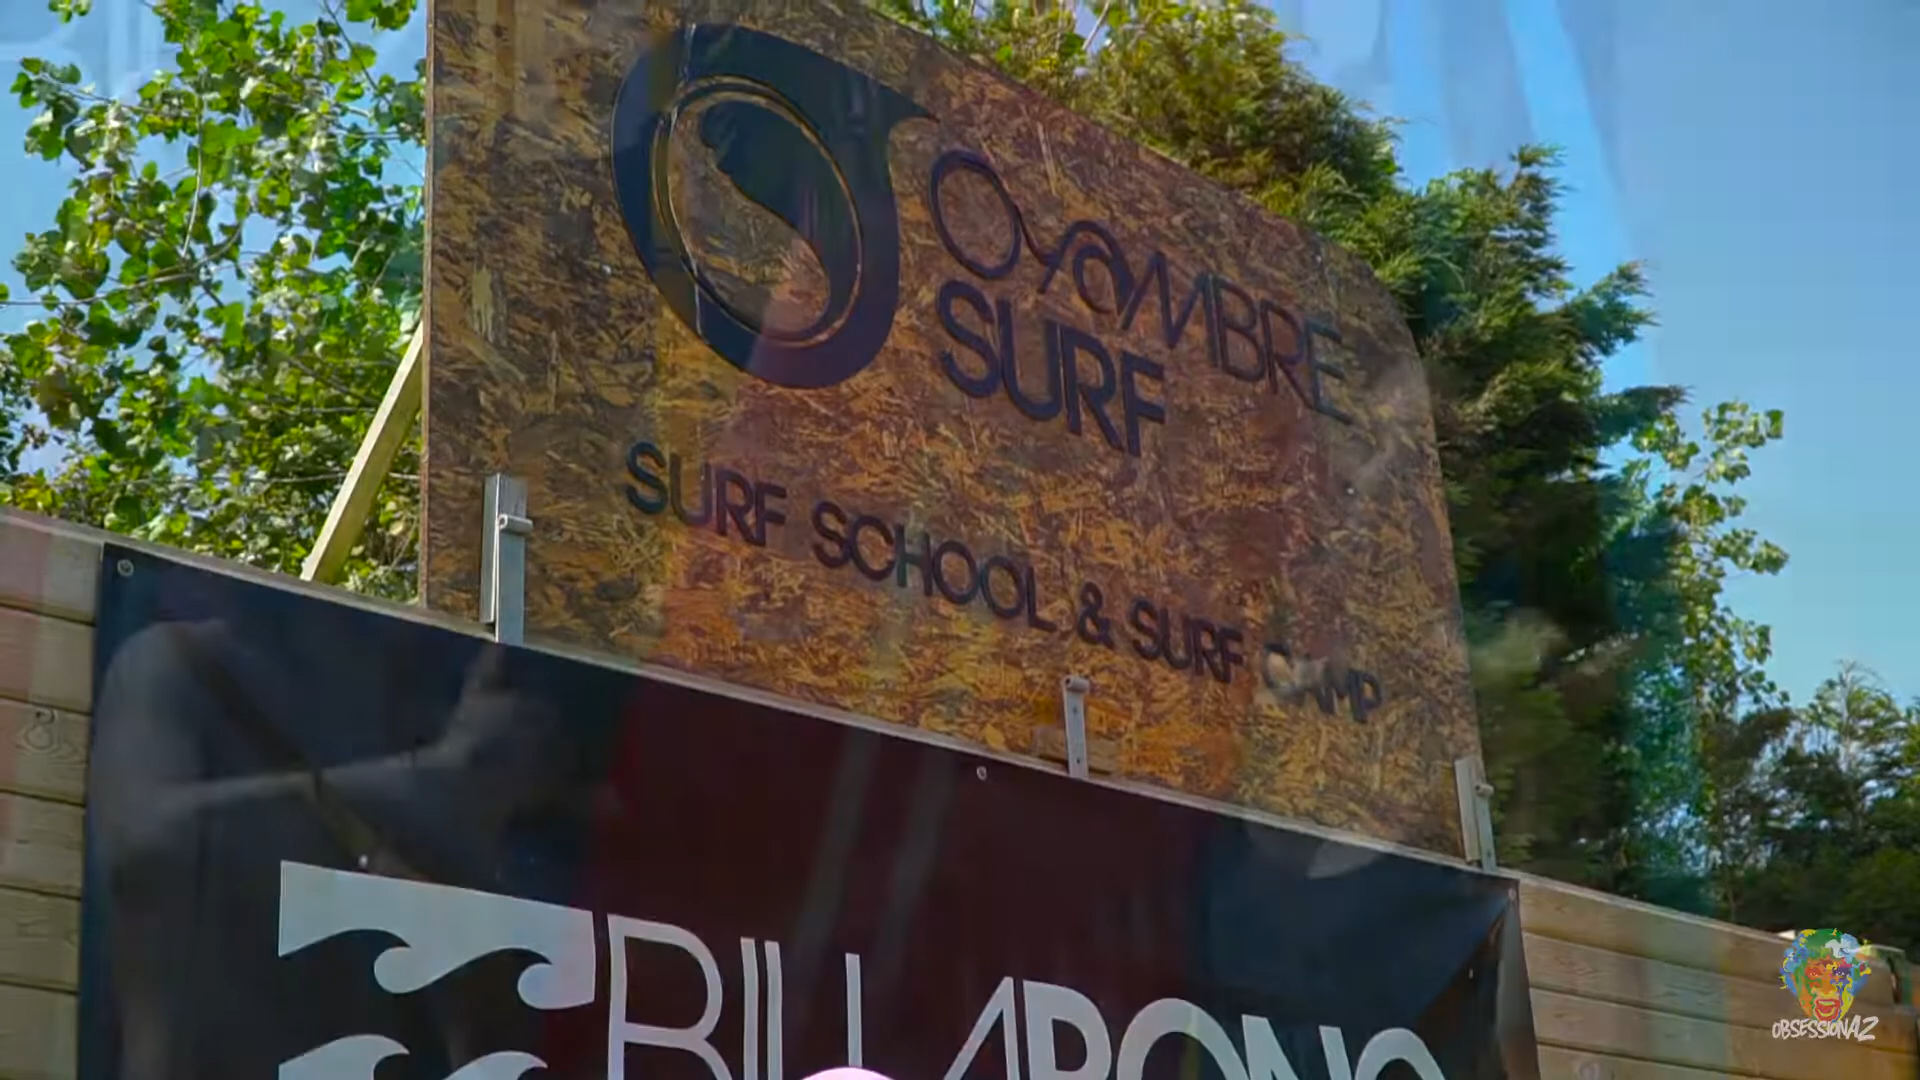 OYAMBRE
SURF
SURF SCHOOL & SURF CAMP
BILLABONG
OBSESSIONAZ